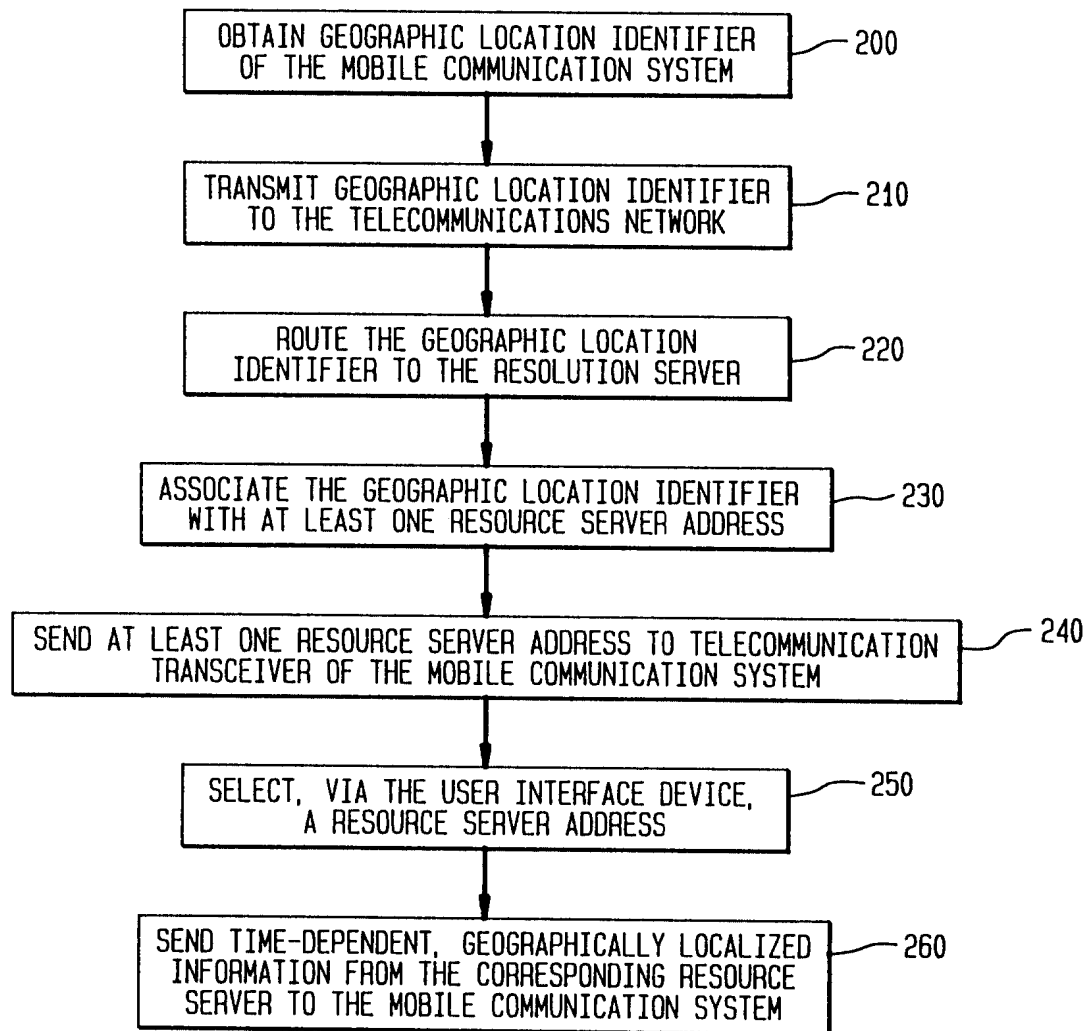 OBTAIN GEOGRAPHIC LOCATION IDENTIFIER
OF THE MOBILE COMMUNICATION SYSTEM
200
TRANSMIT GEOGRAPHIC LOCATION IDENTIFIER
TO THE TELECOMMUNICATIONS NETWORK
210
ROUTE THE GEOGRAPHIC LOCATION
IDENTIFIER TO THE RESOLUTION SERVER
220
ASSOCIATE THE GEOGRAPHIC LOCATION IDENTIFIER
WITH AT LEAST ONE RESOURCE SERVER ADDRESS
230
SEND AT LEAST ONE RESOURCE SERVER ADDRESS TO TELECOMMUNICATION
TRANSCEIVER OF THE MOBILE COMMUNICATION SYSTEM
240
SELECT, VIA THE USER INTERFACE DEVICE,
A RESOURCE SERVER ADDRESS
250
SEND TIME-DEPENDENT, GEOGRAPHICALLY LOCALIZED
INFORMATION FROM THE CORRESPONDING RESOURCE
SERVER TO THE MOBILE COMMUNICATION SYSTEM
260